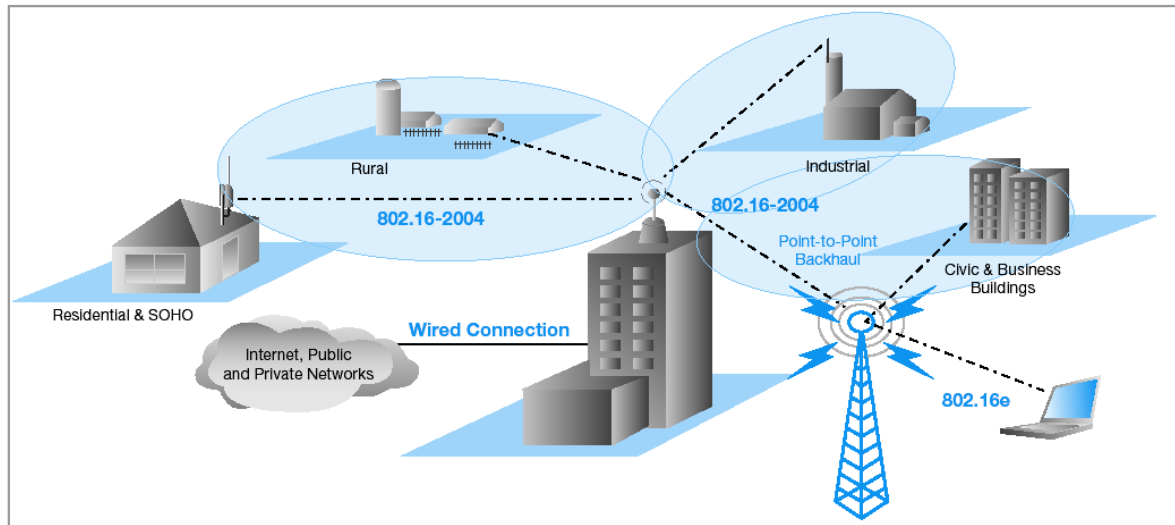 Rural
Industrial
802.16-2004
802.16-2004
Point-to-Point
Backhaul
Civic & Business
Buildings
Residential & SOHO
Wired Connection
Internet, Public
and Private Networks
802.16e